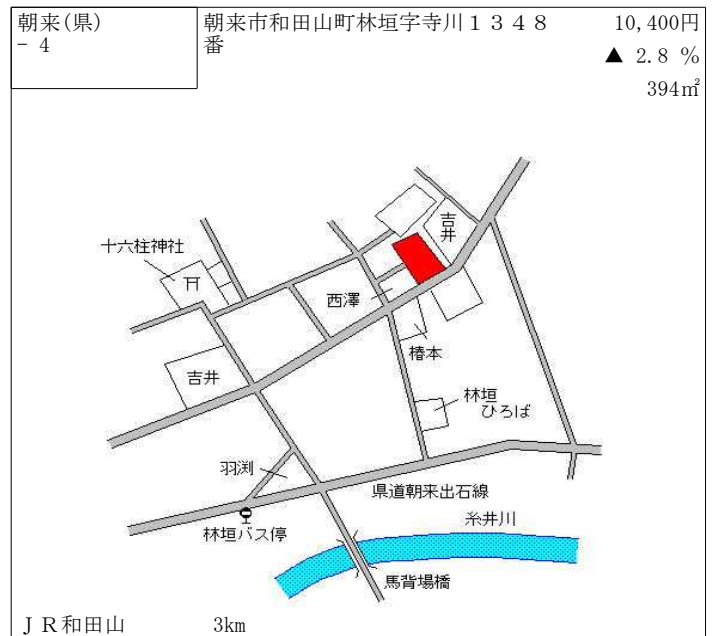 朝来(県)
- 4
朝来市和田山町林垣字寺川1348
番
10,400円
▲ 2.8 %
394㎡
吉井
十六柱神社
西澤
椿本
吉井
林垣
ひろば
羽渕
県道朝来出石線
林垣バス停
糸井川
馬背場橋
JR和田山 3km